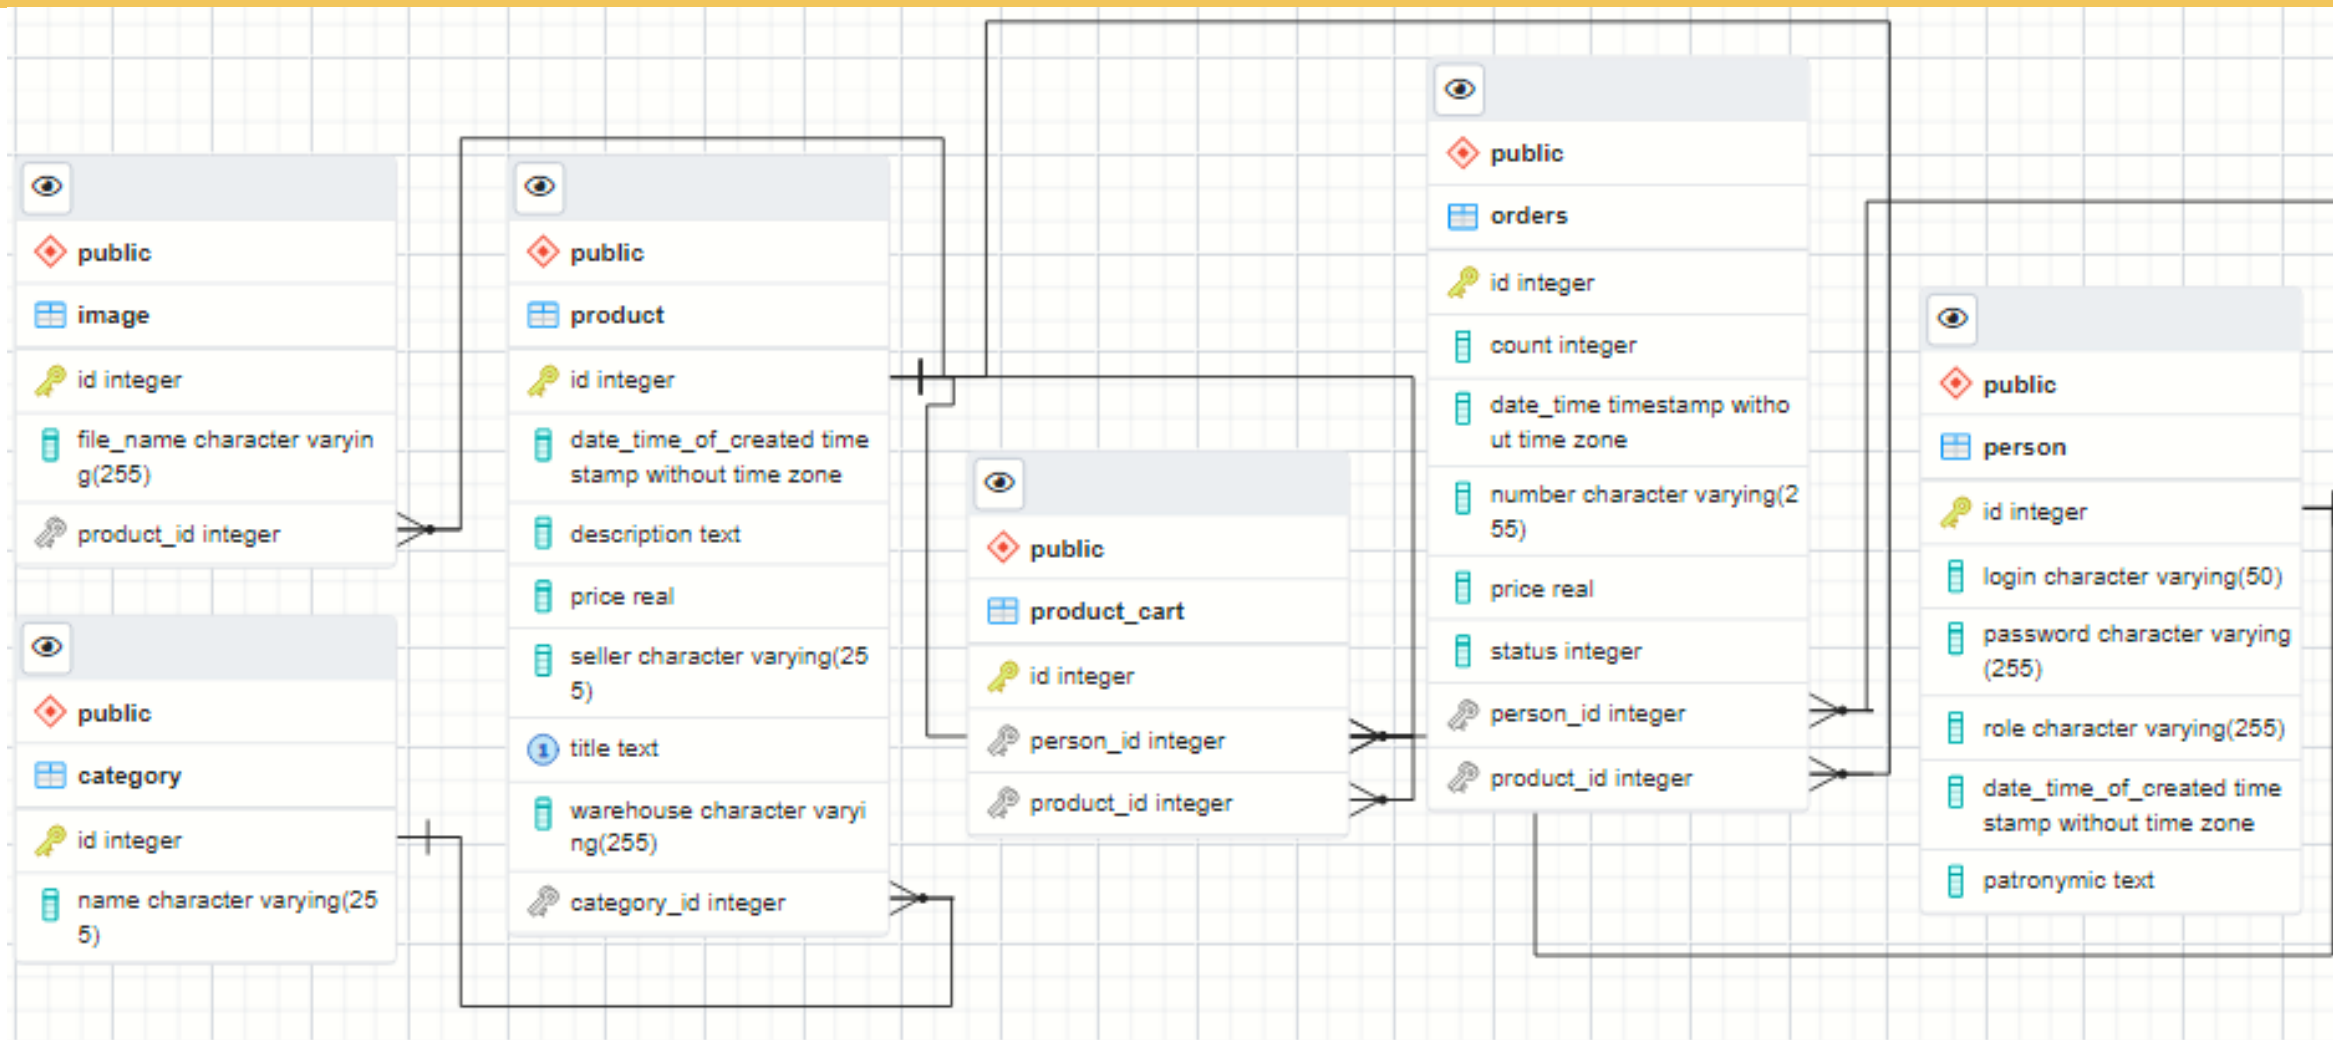 public
image
id integer
file_name character varyin
g(255)
product_id integer
public
category
id integer
name character varying(25
5)
public
product
id integer
date_time_of_created time
stamp without time zone
description text
price real
seller character varying(25
5)
1 title text
warehouse character varyi
ng(255)
category_id integer
public
product_cart
id integer
person_id integer
product_id integer
public
orders
id integer
count integer
date_time timestamp witho
ut time zone
number character varying(2
55)
price real
status integer
person_id integer
product_id integer
public
person
id integer
login character varying(50)
password character varying
(255)
role character varying(255)
date_time_of_created time
stamp without time zone
patronymic text